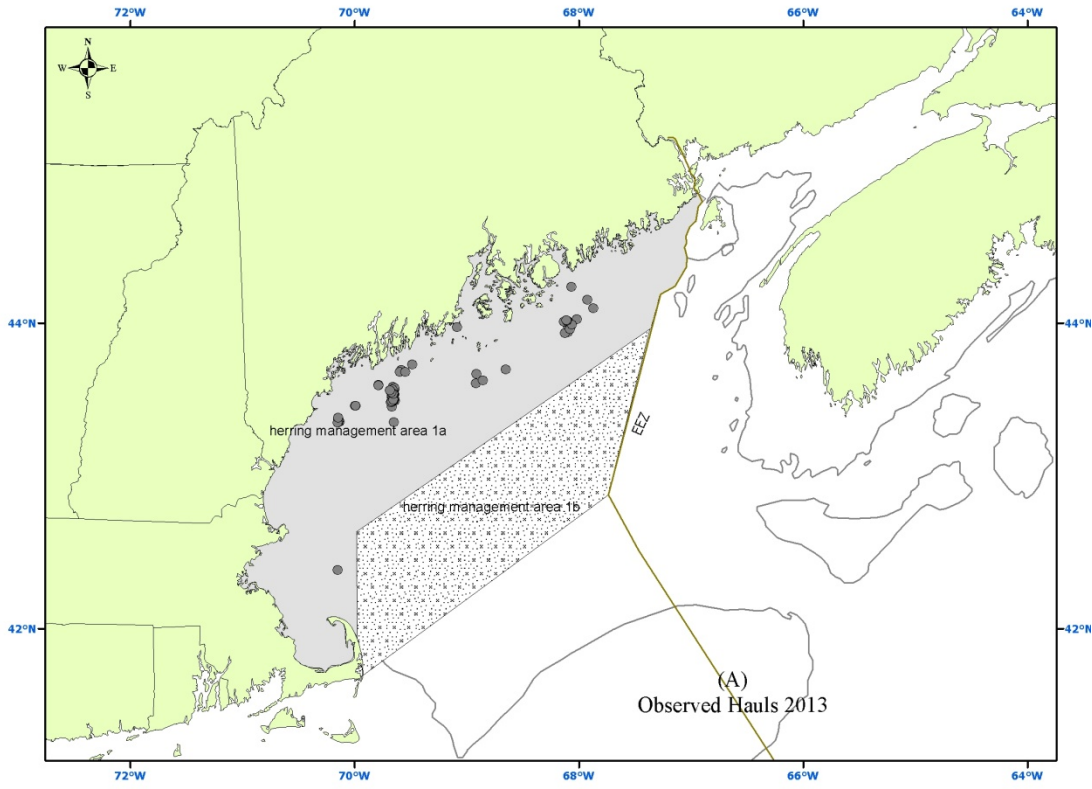 72°W 70°W 68°W 66°W 64°W
N
W E
S
44°N 44°N
herring management area 1a
EEZ
herring management area 1b
42°N 42°N
(A)
Observed Hauls 2013
72°W 70°W 68°W 66°W 64°W